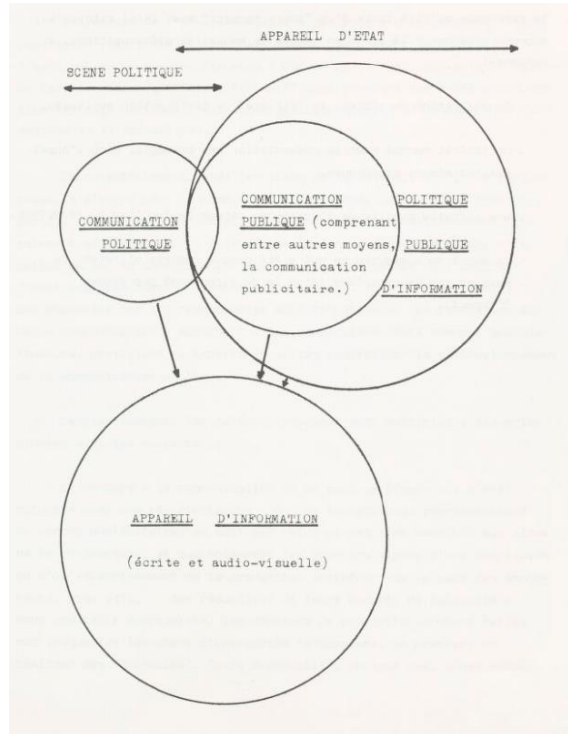 APPAREIL D'ETAT
SCENE POLITIQUE
COMMUNICATION
POLITIQUE
COMMUNICATION
PUBLIQUE (comprenant
entre autres moyens,
la communication
publicitaire.)
POLITIQUE
PUBLIQUE
D'INFORMATION
APPAREIL D'INFORMATION
(écrite et audio-visuelle)